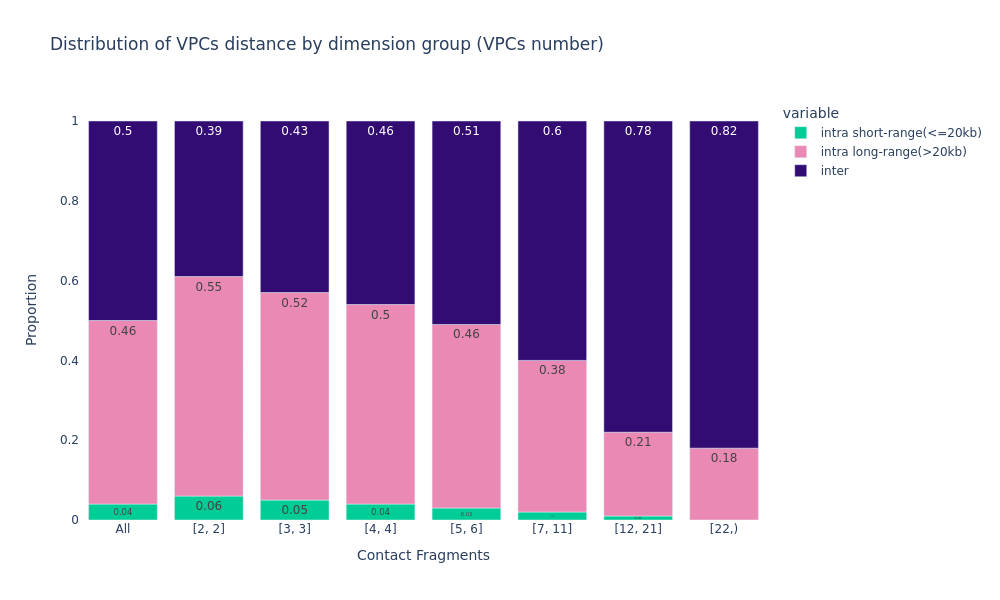 Distribution of VPCs distance by dimension group (VPCs number)
variable
intra short-range(<=20kb)
intra long-range(>20kb)
inter
Proportion
1
0.8
0.6
0.4
0.2
0
0.5 0.39 0.43 0.46 0.51 0.6 0.78 0.82
0.46 0.55 0.52 0.5 0.46 0.38 0.21 0.18
0.04 0.06 0.05 0.04 0.03
All [2, 2] [3, 3] [4, 4] [5, 6] [7, 11] [12, 21] [22,)
Contact Fragments